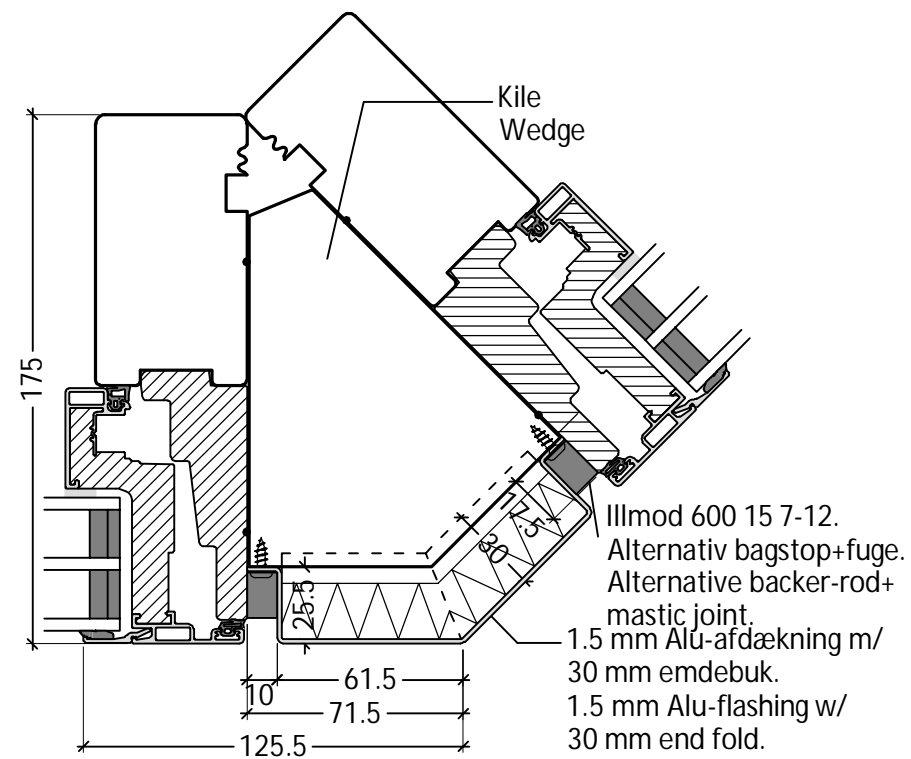 Kile
Wedge
175
17.5
30
Illmod 600 15 7-12.
Alternativ bagstop+fuge.
Alternative backer-rod+
mastic joint.
1.5 mm Alu-afdækning m/
30 mm emdebuk.
1.5 mm Alu-flashing w/
30 mm end fold.
25.5
61.5
10
71.5
125.5